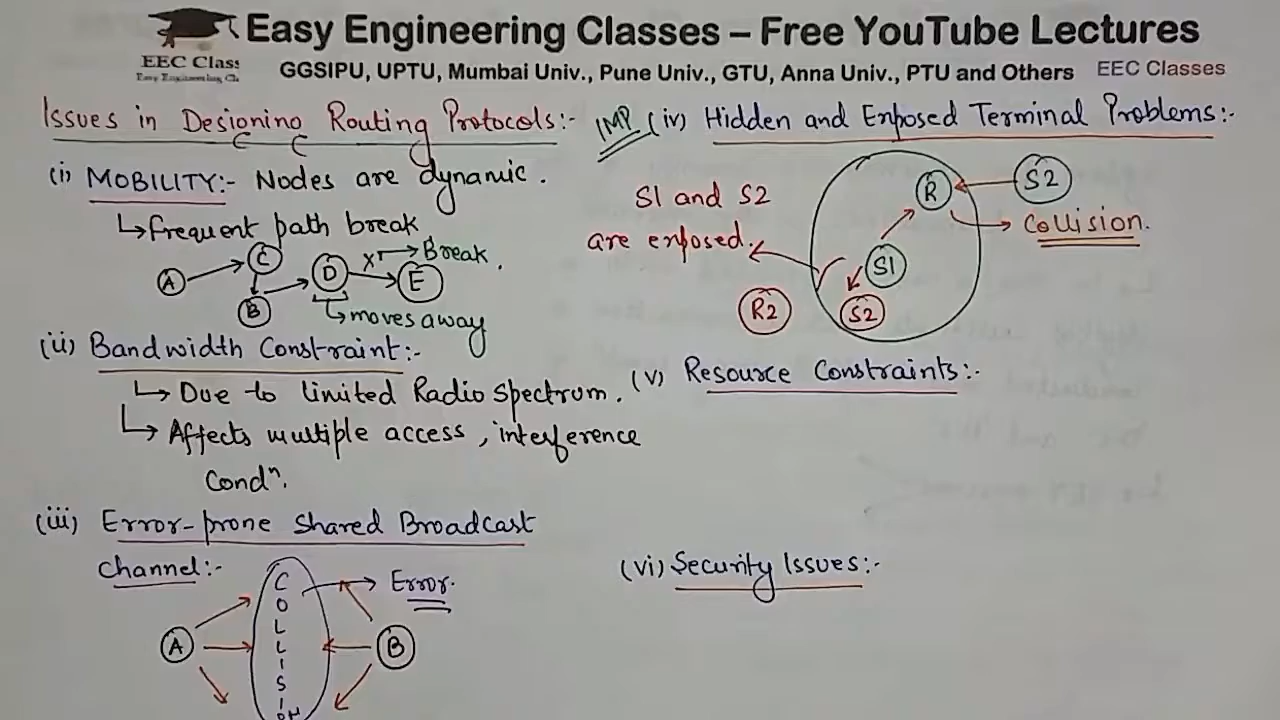 Easy Engineering Classes – Free YouTube Lectures
EEC Class
Easy Engineering Cl
GGSIPU, UPTU, Mumbai Univ., Pune Univ., GTU, Anna Univ., PTU and Others
EEC Classes
Issues in Designing Routing Protocols:-
(i) MOBILITY:- Nodes are dynamic.
↳ frequent path break
A
C
B
D
E
X → Break.
↳ moves away
(ii) Bandwidth Constraint:-
↳ Due to limited Radio Spectrum.
↳ Affects multiple access, interference
Condⁿ.
(iii) Error-prone Shared Broadcast
Channel:-
COLLISION
→ Error.
A
B
IMP (iv) Hidden and Exposed Terminal Problems:-
S1 and S2
are exposed.
R
S2
→ Collision.
S1
R2
S2
(v) Resource Constraints:-
(vi) Security Issues:-